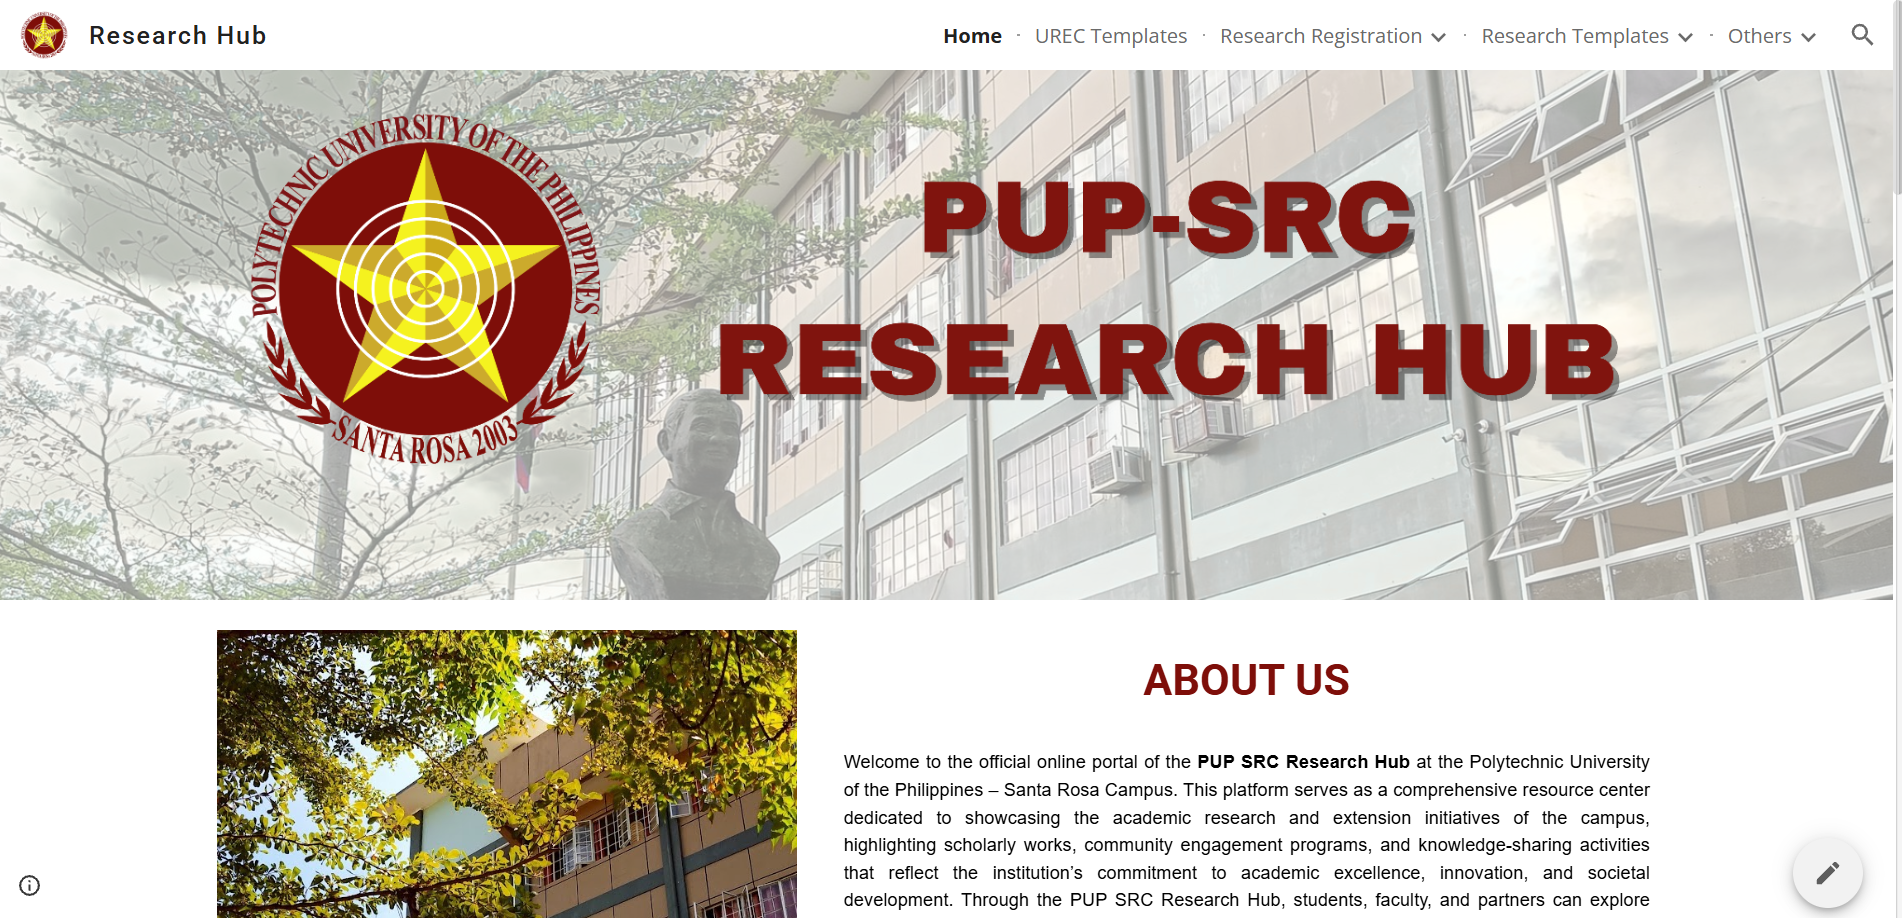 Research Hub
Home · UREC Templates · Research Registration · Research Templates · Others
POLYTECHNIC UNIVERSITY OF THE PHILIPPINES
SANTA ROSA 2003
PUP-SRC
RESEARCH HUB
ABOUT US
Welcome to the official online portal of the PUP SRC Research Hub at the Polytechnic University
of the Philippines – Santa Rosa Campus. This platform serves as a comprehensive resource center
dedicated to showcasing the academic research and extension initiatives of the campus,
highlighting scholarly works, community engagement programs, and knowledge-sharing activities
that reflect the institution’s commitment to academic excellence, innovation, and societal
development. Through the PUP SRC Research Hub, students, faculty, and partners can explore